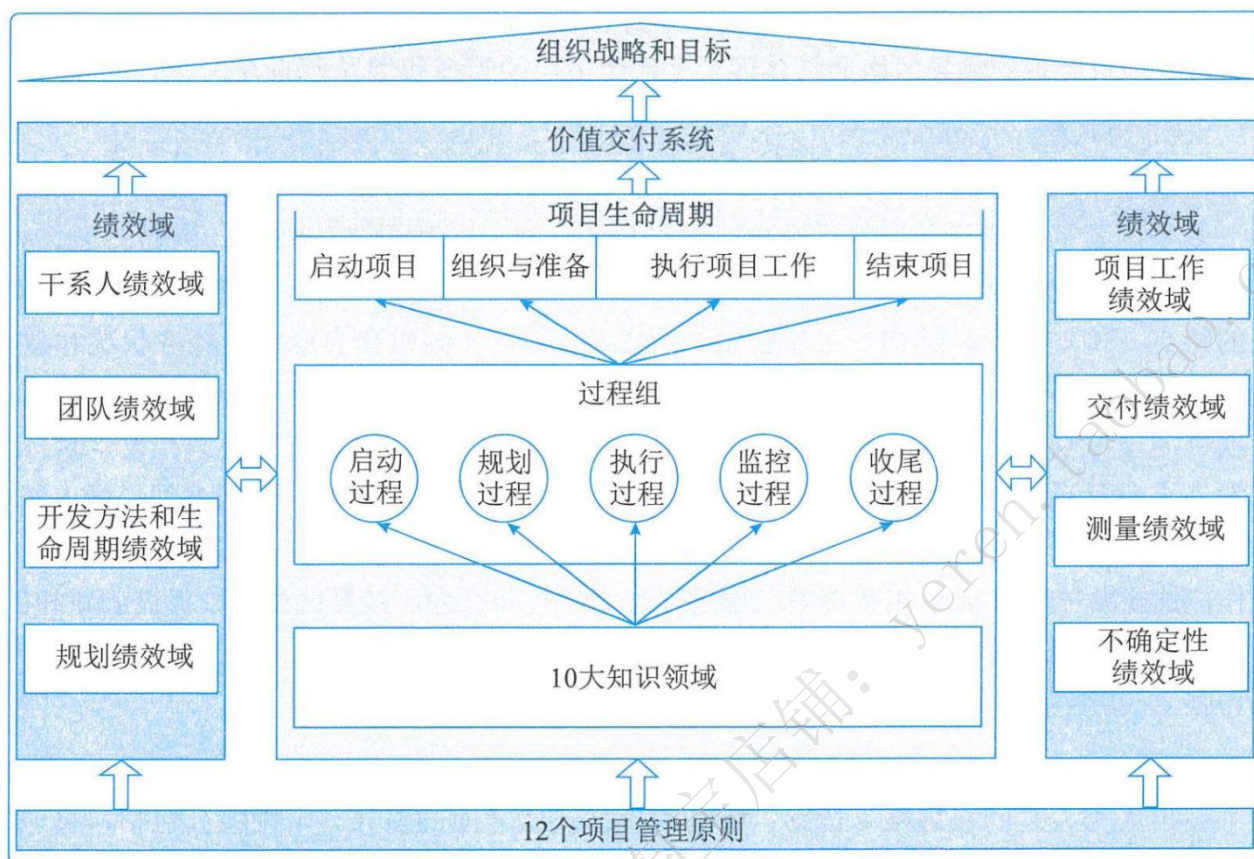 组织战略和目标
价值交付系统
绩效域
干系人绩效域
团队绩效域
开发方法和生
命周期绩效域
规划绩效域
项目生命周期
启动项目 组织与准备 执行项目工作 结束项目
过程组
启动
过程
规划
过程
执行
过程
监控
过程
收尾
过程
10大知识领域
绩效域
项目工作
绩效域
交付绩效域
测量绩效域
不确定性
绩效域
12个项目管理原则
店铺：yeren.taobao.c